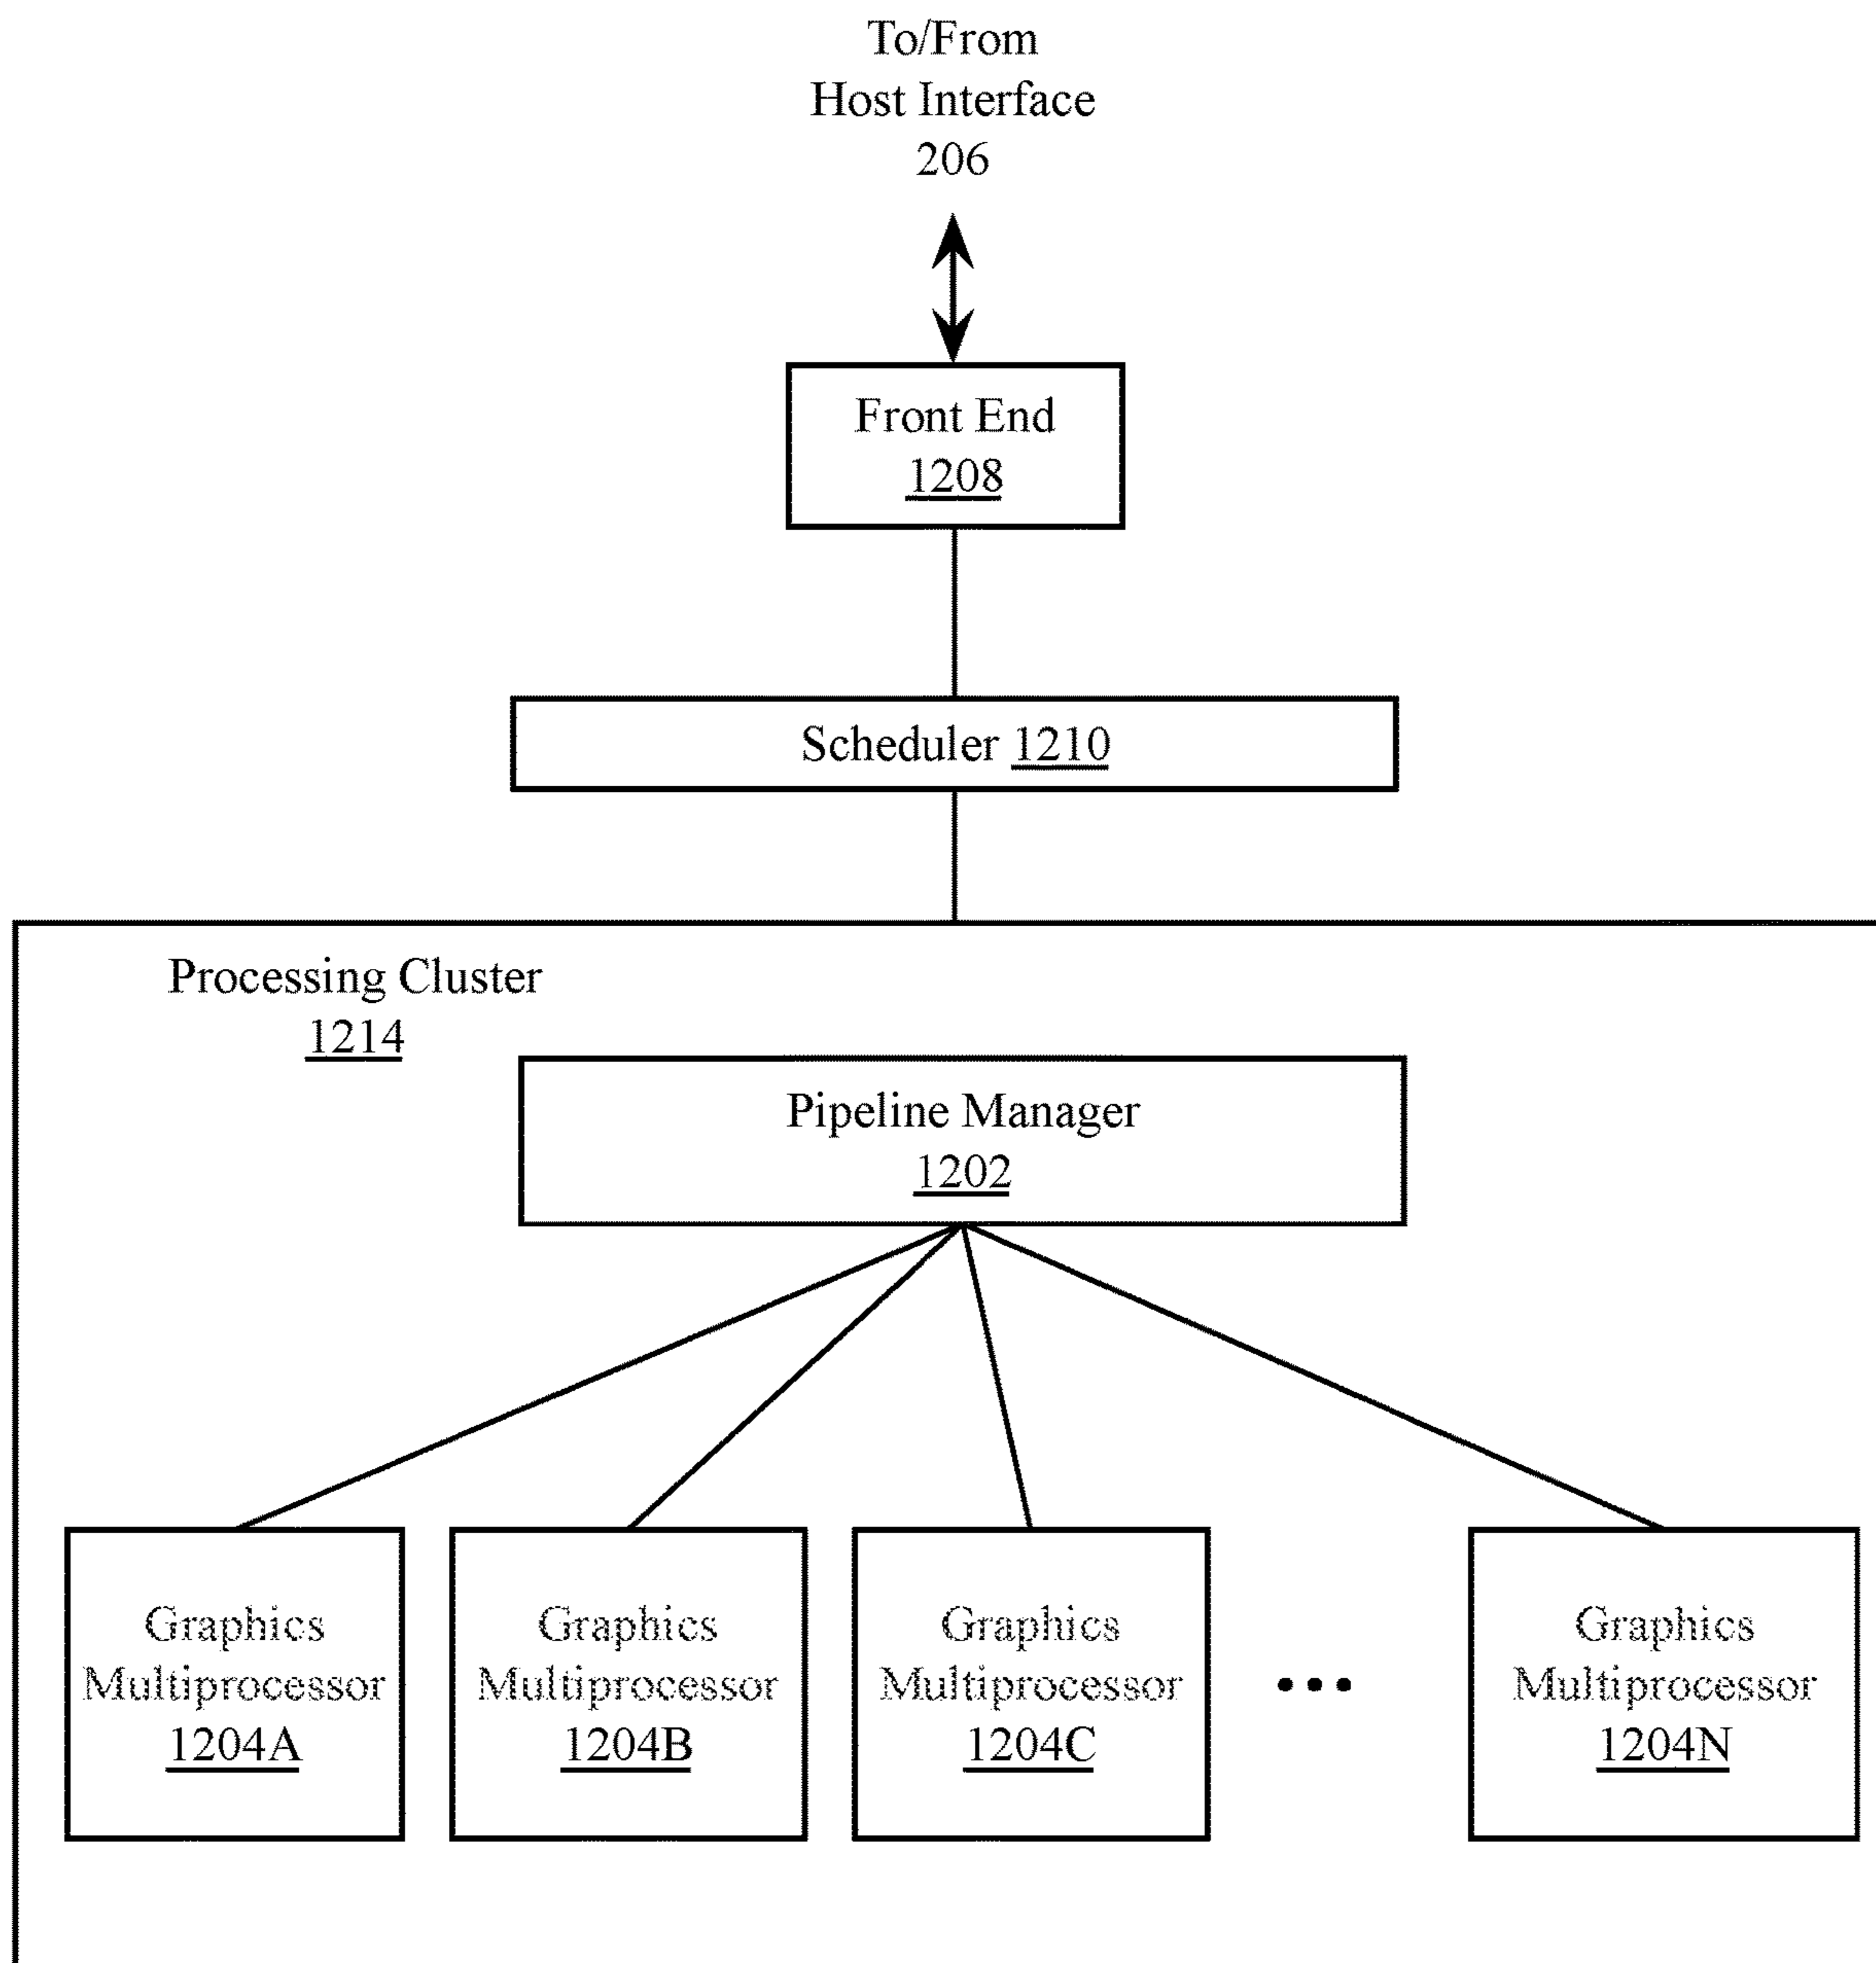 To/From
Host Interface
206
Front End
1208
Scheduler 1210
Processing Cluster
1214
Pipeline Manager
1202
Graphics
Multiprocessor
1204A
Graphics
Multiprocessor
1204B
Graphics
Multiprocessor
1204C
•••
Graphics
Multiprocessor
1204N